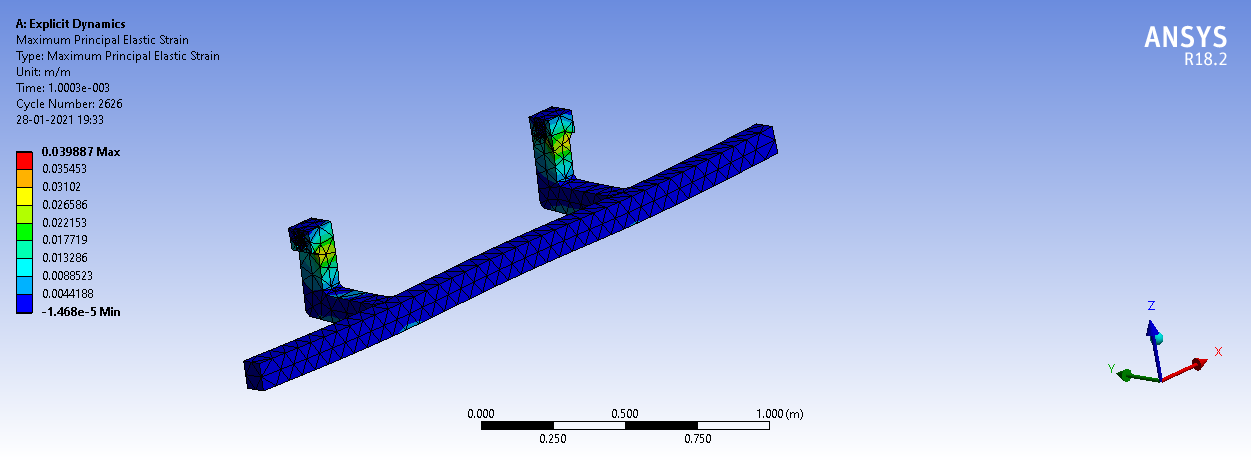 A: Explicit Dynamics
Maximum Principal Elastic Strain
Type: Maximum Principal Elastic Strain
Unit: m/m
Time: 1.0003e-003
Cycle Number: 2626
28-01-2021 19:33
0.039887 Max
0.035453
0.03102
0.026586
0.022153
0.017719
0.013286
0.0088523
0.0044188
-1.468e-5 Min
ANSYS
R18.2
Z
X
Y
0.000 0.500 1.000 (m)
0.250 0.750